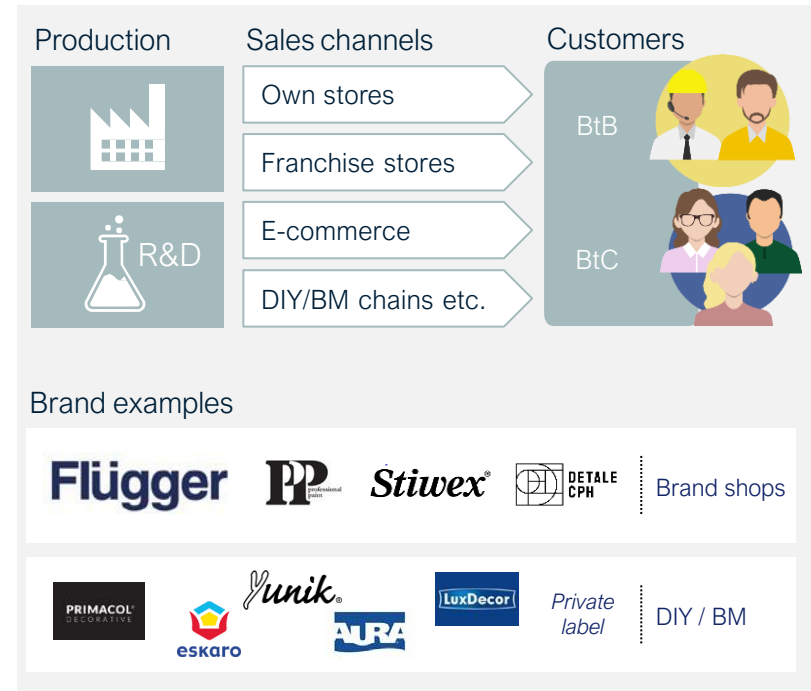 Production
Sales channels
Customers
Own stores
Franchise stores
E-commerce
DIY/BM chains etc.
R&D
BtB
BtC
Brand examples
Flügger
PP
professional
paint
Stiwex®
DETALE
CPH
Brand shops
PRIMACOL®
DECORATIVE
eskaro
Yunik®
AURA
LuxDecor
Private
label
DIY / BM